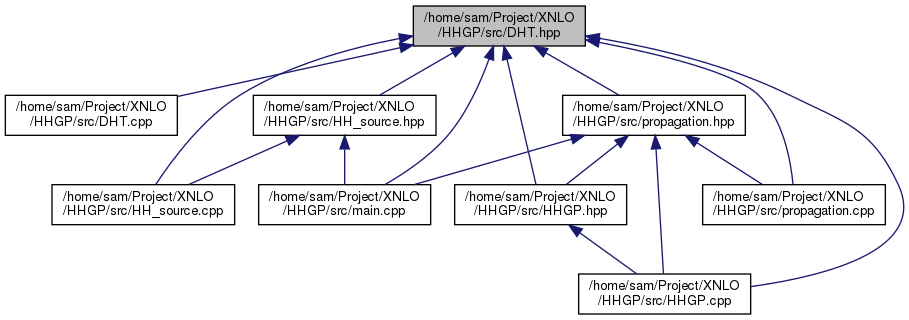 /home/sam/Project/XNLO
/HHGP/src/DHT.hpp
/home/sam/Project/XNLO
/HHGP/src/DHT.cpp
/home/sam/Project/XNLO
/HHGP/src/HH_source.hpp
/home/sam/Project/XNLO
/HHGP/src/propagation.hpp
/home/sam/Project/XNLO
/HHGP/src/HH_source.cpp
/home/sam/Project/XNLO
/HHGP/src/main.cpp
/home/sam/Project/XNLO
/HHGP/src/HHGP.hpp
/home/sam/Project/XNLO
/HHGP/src/propagation.cpp
/home/sam/Project/XNLO
/HHGP/src/HHGP.cpp